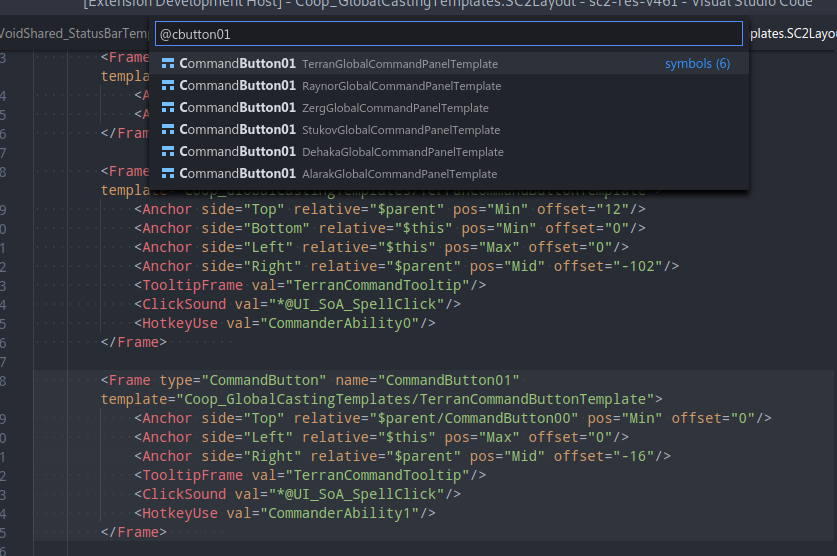 [Extension Development Host] - Coop_GlobalCastingTemplates.SC2Layout - sc2-res-v461 - Visual Studio Code
VoidShared_StatusBarTemp
plates.SC2Layou
@cbutton01
CommandButton01 TerranGlobalCommandPanelTemplate symbols (6)
CommandButton01 RaynorGlobalCommandPanelTemplate
CommandButton01 ZergGlobalCommandPanelTemplate
CommandButton01 StukovGlobalCommandPanelTemplate
CommandButton01 DehakaGlobalCommandPanelTemplate
CommandButton01 AlarakGlobalCommandPanelTemplate
3 <Frame
templa
4 <A
5 <A
6 </Fram
7
8 <Frame
template="Coop_GlobalCastingTemplates/TerranCommandButtonTemplate">
9 <Anchor side="Top" relative="$parent" pos="Min" offset="12"/>
0 <Anchor side="Bottom" relative="$this" pos="Min" offset="0"/>
1 <Anchor side="Left" relative="$this" pos="Max" offset="0"/>
2 <Anchor side="Right" relative="$parent" pos="Mid" offset="-102"/>
3 <TooltipFrame val="TerranCommandTooltip"/>
4 <ClickSound val="*@UI_SoA_SpellClick"/>
5 <HotkeyUse val="CommanderAbility0"/>
6 </Frame>
7
8 <Frame type="CommandButton" name="CommandButton01"
template="Coop_GlobalCastingTemplates/TerranCommandButtonTemplate">
9 <Anchor side="Top" relative="$parent/CommandButton00" pos="Min" offset="0"/>
0 <Anchor side="Left" relative="$this" pos="Max" offset="0"/>
1 <Anchor side="Right" relative="$parent" pos="Mid" offset="-16"/>
2 <TooltipFrame val="TerranCommandTooltip"/>
3 <ClickSound val="*@UI_SoA_SpellClick"/>
4 <HotkeyUse val="CommanderAbility1"/>
5 </Frame>
6